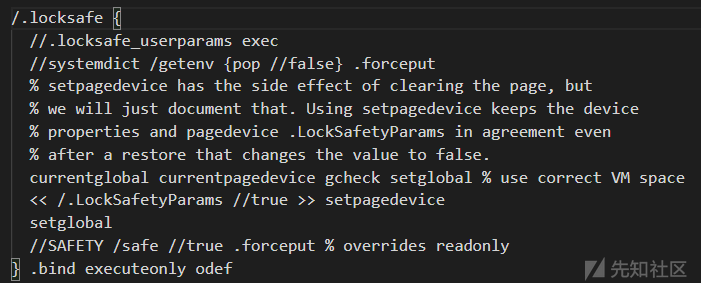 /.locksafe {
  //.locksafe_userparams exec
  //systemdict /getenv {pop //false} .forceput
  % setpagedevice has the side effect of clearing the page, but
  % we will just document that. Using setpagedevice keeps the device
  % properties and pagedevice .LockSafetyParams in agreement even
  % after a restore that changes the value to false.
  currentglobal currentpagedevice gcheck setglobal % use correct VM space
  << /.LockSafetyParams //true >> setpagedevice
  setglobal
  //SAFETY /safe //true .forceput % overrides readonly
} .bind executeonly odef
先知社区